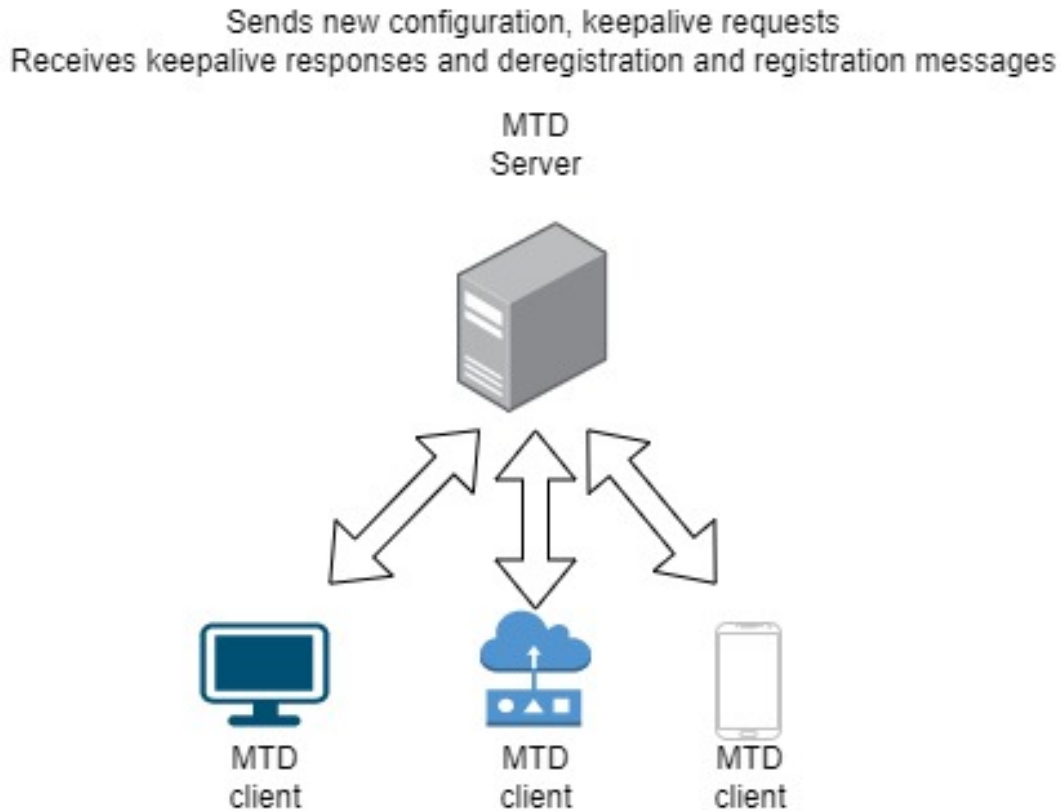 Sends new configuration, keepalive requests
Receives keepalive responses and deregistration and registration messages
MTD
Server
MTD
client
MTD
client
MTD
client